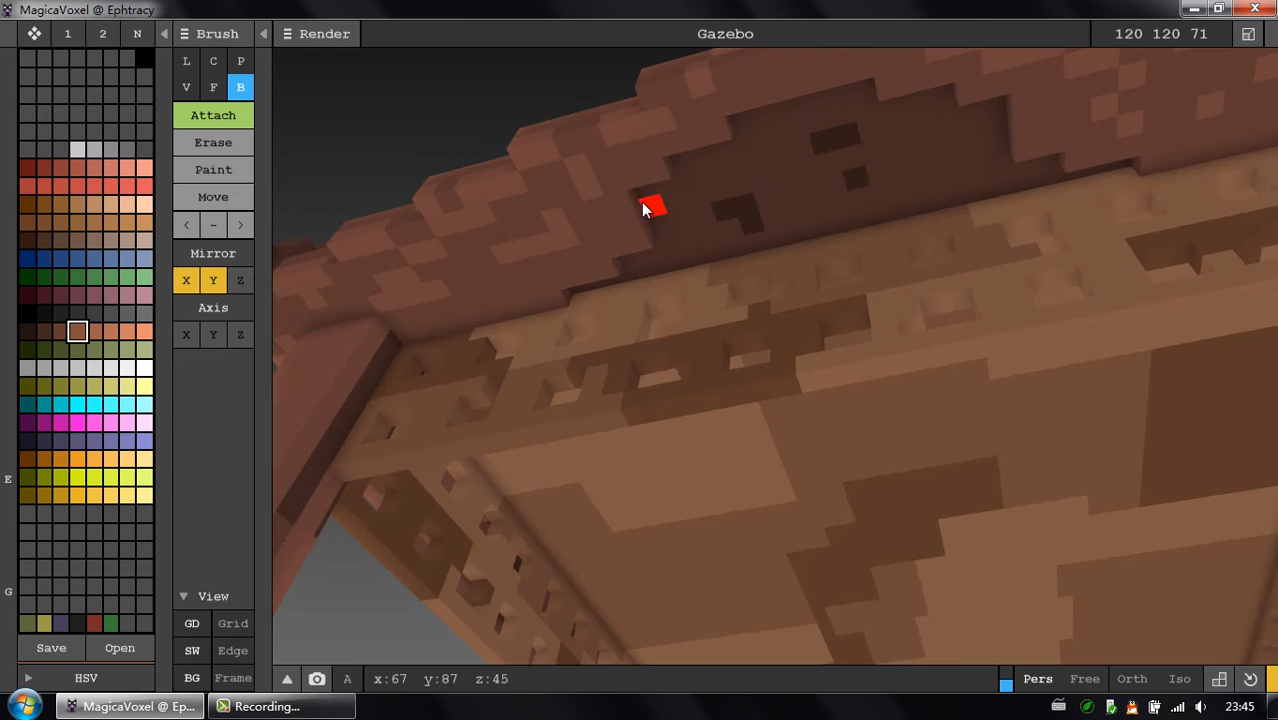 MagicaVoxel @ Ephtracy
1 2 N
Brush
Render
Gazebo
120 120 71
L C P
V F B
Attach
Erase
Paint
Move
< - >
Mirror
X Y Z
Axis
X Y Z
E
G
View
GD Grid
SW Edge
BG Frame
Save Open
HSV
A x:67 y:87 z:45
Pers Free Orth Iso
MagicaVoxel @ Ep...
Recording...
23:45